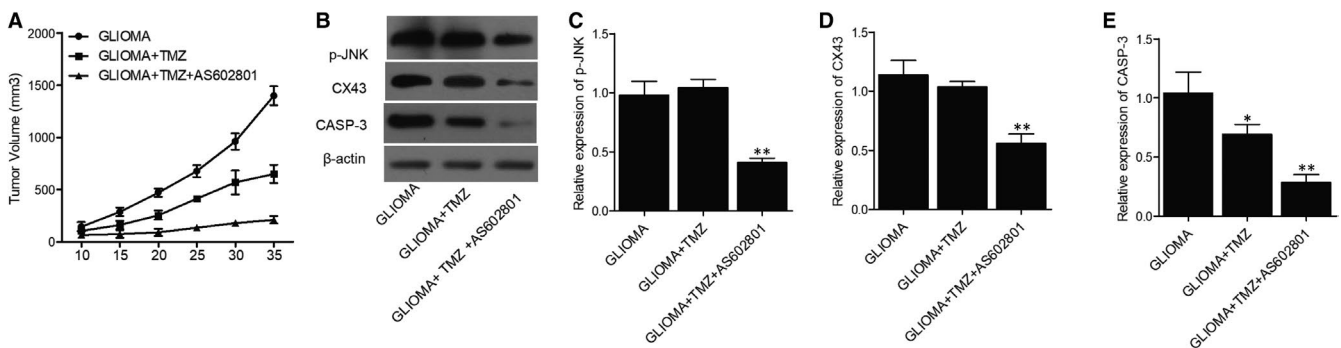 A
Tumor Volume (mm3)
2000
1500
1000
500
0
10 15 20 25 30 35
GLIOMA
GLIOMA+TMZ
GLIOMA+TMZ+AS602801
B
p-JNK
CX43
CASP-3
β-actin
GLIOMA
GLIOMA+TMZ
GLIOMA+ TMZ +AS602801
C
Relative expression of p-JNK
1.5
1.0
0.5
0.0
**
GLIOMA
GLIOMA+TMZ
GLIOMA+TMZ+AS602801
D
Relative expression of CX43
1.5
1.0
0.5
0.0
**
GLIOMA
GLIOMA+TMZ
GLIOMA+TMZ+AS602801
E
Relative expression of CASP-3
1.5
1.0
0.5
0.0
*
**
GLIOMA
GLIOMA+TMZ
GLIOMA+TMZ+AS602801